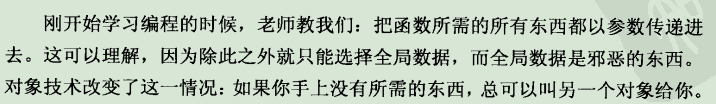 刚开始学习编程的时候，老师教我们：把函数所需的所有东西都以参数传递进
去。这可以理解，因为除此之外就只能选择全局数据，而全局数据是邪恶的东西。
对象技术改变了这一情况：如果你手上没有所需的东西，总可以叫另一个对象给你。